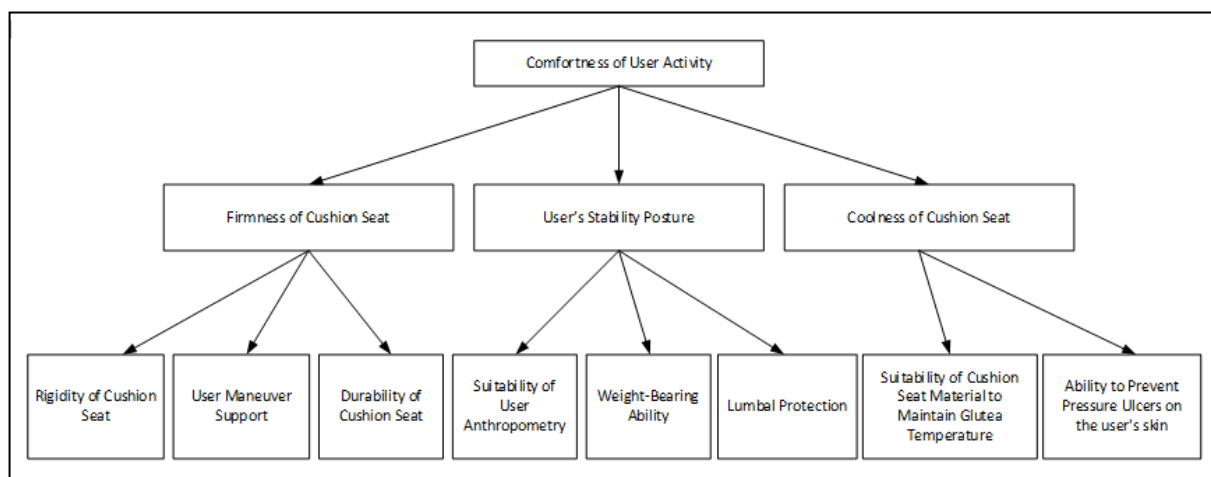 Comfortness of User Activity
Firmness of Cushion Seat
User's Stability Posture
Coolness of Cushion Seat
Rigidity of Cushion
Seat
User Maneuver
Support
Durability of
Cushion Seat
Suitability of
User
Anthropometry
Weight-Bearing
Ability
Lumbal Protection
Suitability of Cushion
Seat Material to
Maintain Glutea
Temperature
Ability to Prevent
Pressure Ulcers on
the user's skin